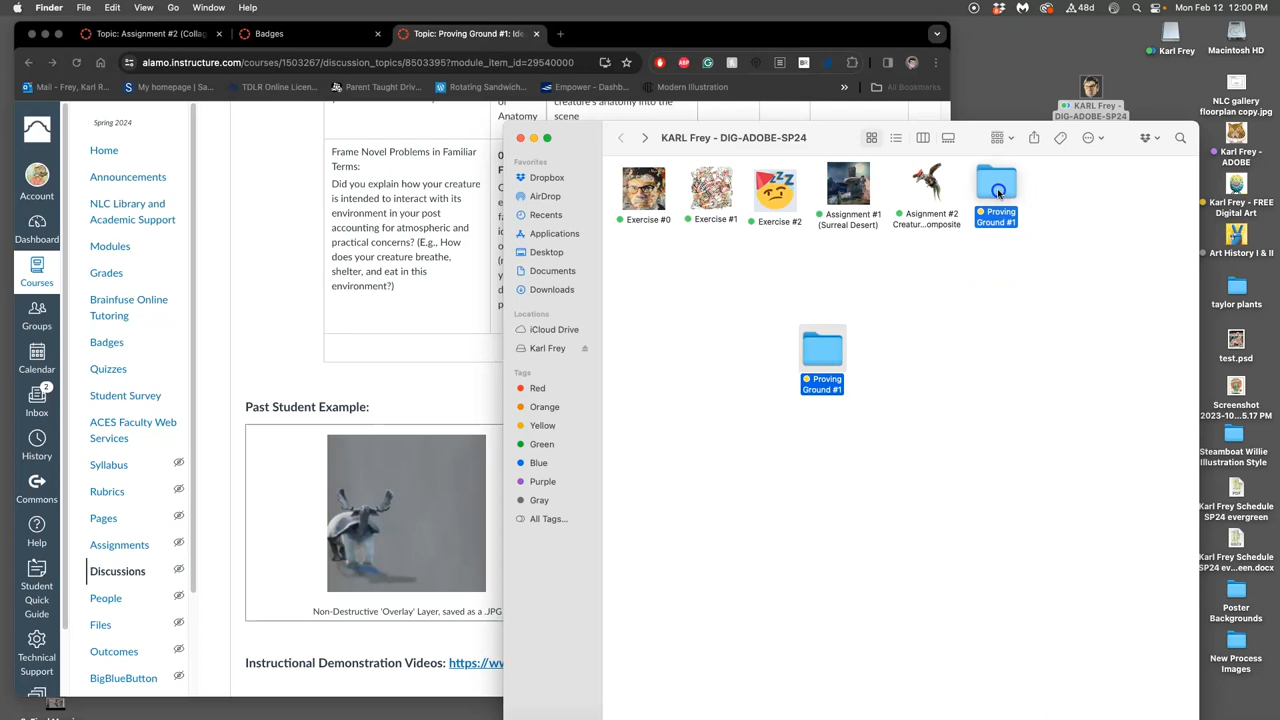 Finder File Edit View Go Window Help
48d Mon Feb 12 12:00 PM
Topic: Assignment #2 (Collag
Badges
Topic: Proving Ground #1: Ide
alamo.instructure.com/courses/1503267/discussion_topics/8503395?module_item_id=29540000
Mail - Frey, Karl R...
My homepage | Sa...
TDLR Online Licen...
Parent Taught Driv...
Rotating Sandwich...
Empower - Dashb...
Modern Illustration
All Bookmarks
Account
Dashboard
Courses
Groups
Calendar
2
Inbox
History
Commons
Help
Student
Quick
Guide
Technical
Support
Spring 2024
Home
Announcements
NLC Library and
Academic Support
Modules
Grades
Brainfuse Online
Tutoring
Badges
Quizzes
Student Survey
ACES Faculty Web
Services
Syllabus
Rubrics
Pages
Assignments
Discussions
People
Files
Outcomes
BigBlueButton
or
Anatomy
creature's anatomy into the
scene
Frame Novel Problems in Familiar
Terms:
Did you explain how your creature
is intended to interact with its
environment in your post
accounting for atmospheric and
practical concerns? (E.g., How
does your creature breathe,
shelter, and eat in this
environment?)
Past Student Example:
Non-Destructive 'Overlay' Layer, saved as a .JPG
Instructional Demonstration Videos: https://ww
KARL Frey - DIG-ADOBE-SP24
Favorites
Dropbox
AirDrop
Recents
Applications
Desktop
Documents
Downloads
Locations
iCloud Drive
Karl Frey
Tags
Red
Orange
Yellow
Green
Blue
Purple
Gray
All Tags...
Exercise #0
Exercise #1
Exercise #2
Assignment #1
(Surreal Desert)
Asignment #2
Creatur...omposite
Proving
Ground #1
Proving
Ground #1
Karl Frey
Macintosh HD
KARL Frey -
DIG-ADOBE-SP24
NLC gallery
floorplan copy.jpg
Karl Frey -
ADOBE
Karl Frey - FREE
Digital Art
Art History I & II
taylor plants
test.psd
Screenshot
2023-10...5.17 PM
Steamboat Willie
Illustration Style
Karl Frey Schedule
SP24 evergreen
Karl Frey Schedule
SP24 ev...een.docx
Poster
Backgrounds
New Process
Images